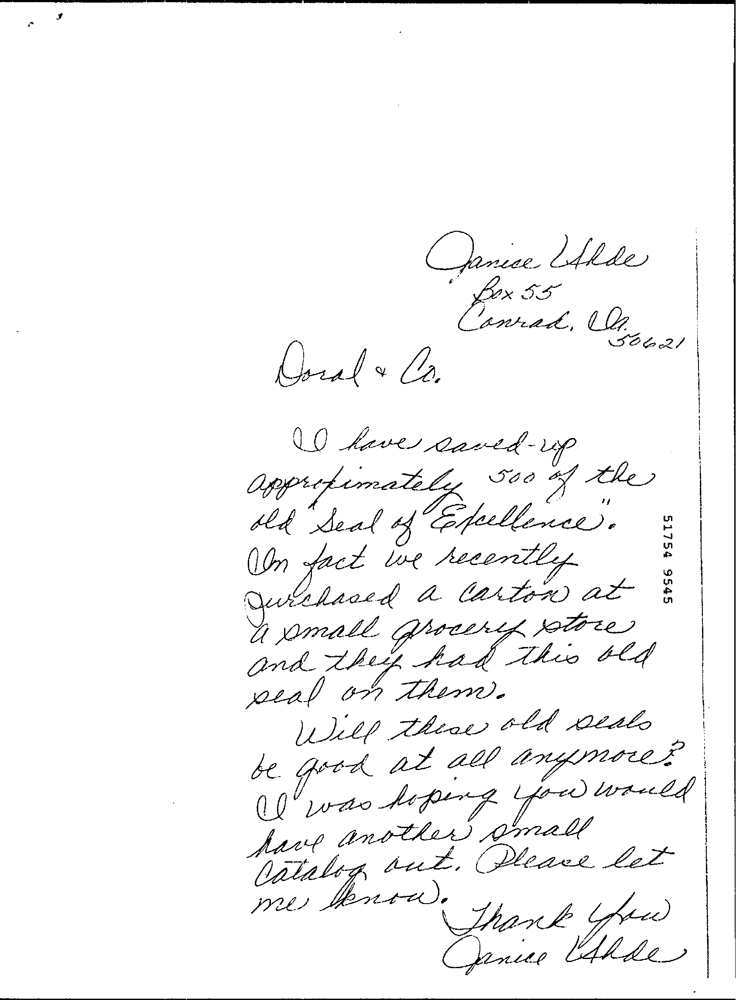 Janice Uhde
Box 55
Conrad, Ia.
50621
Doral & Co.
I have saved-up
approximately 500 of the
old "Seal of Excellence".
In fact we recently
purchased a carton at
a small grocery store
and they had this old
seal on them.
Will these old seals
be good at all anymore?
I was hoping you would
have another small
catalog out. Please let
me know.
Thank you
Janice Uhde
51754 9545